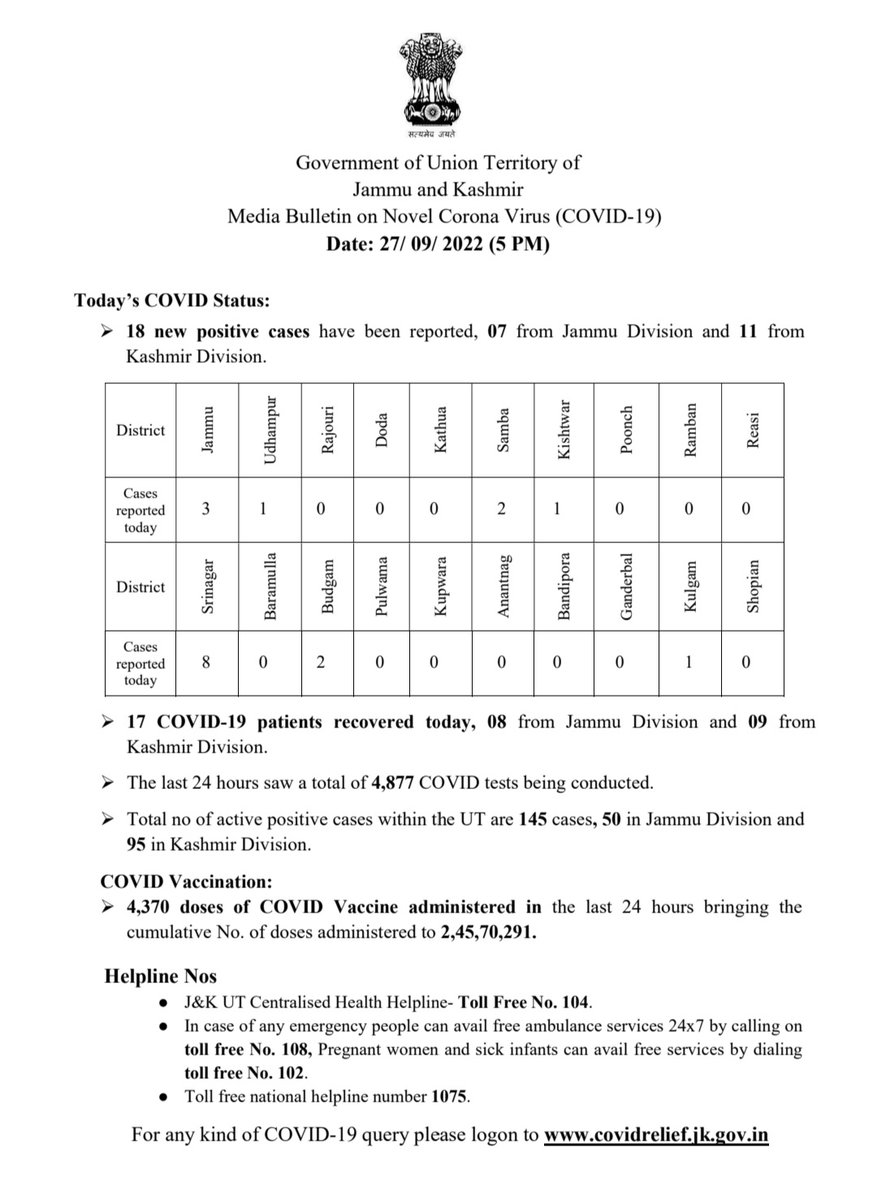 सत्यमेव जयते
Government of Union Territory of
Jammu and Kashmir
Media Bulletin on Novel Corona Virus (COVID-19)
Date: 27/ 09/ 2022 (5 PM)
Today’s COVID Status:
➢ 18 new positive cases have been reported, 07 from Jammu Division and 11 from
Kashmir Division.
District Jammu Udhampur Rajouri Doda Kathua Samba Kishtwar Poonch Ramban Reasi
Cases
reported
today
3 1 0 0 0 2 1 0 0 0
District Srinagar Baramulla Budgam Pulwama Kupwara Anantnag Bandipora Ganderbal Kulgam Shopian
Cases
reported
today
8 0 2 0 0 0 0 0 1 0
➢ 17 COVID-19 patients recovered today, 08 from Jammu Division and 09 from
Kashmir Division.
➢ The last 24 hours saw a total of 4,877 COVID tests being conducted.
➢ Total no of active positive cases within the UT are 145 cases, 50 in Jammu Division and
95 in Kashmir Division.
COVID Vaccination:
➢ 4,370 doses of COVID Vaccine administered in the last 24 hours bringing the
cumulative No. of doses administered to 2,45,70,291.
Helpline Nos
● J&K UT Centralised Health Helpline- Toll Free No. 104.
● In case of any emergency people can avail free ambulance services 24x7 by calling on
toll free No. 108, Pregnant women and sick infants can avail free services by dialing
toll free No. 102.
● Toll free national helpline number 1075.
For any kind of COVID-19 query please logon to www.covidrelief.jk.gov.in